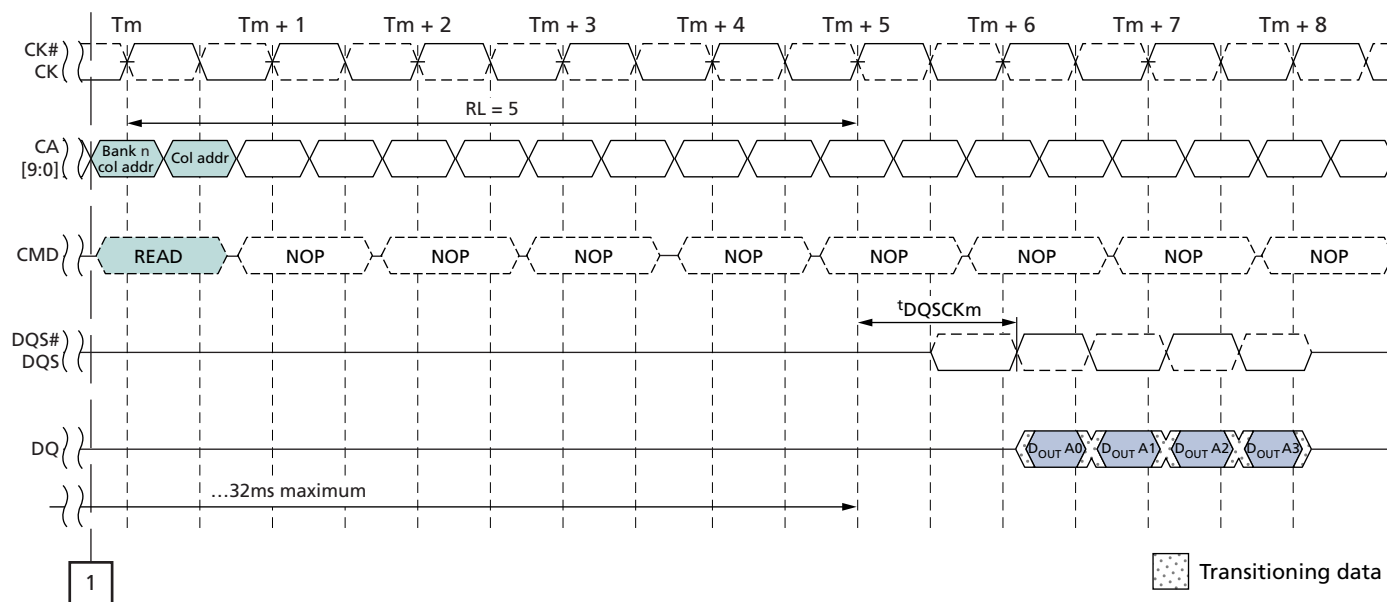 Tm Tm + 1 Tm + 2 Tm + 3 Tm + 4 Tm + 5 Tm + 6 Tm + 7 Tm + 8
CK#
CK
RL = 5
CA
[9:0]
Bank n
col addr
Col addr
CMD READ NOP NOP NOP NOP NOP NOP NOP NOP
tDQSCKm
DQS#
DQS
DQ DOUT A0 DOUT A1 DOUT A2 DOUT A3
...32ms maximum
1
Transitioning data